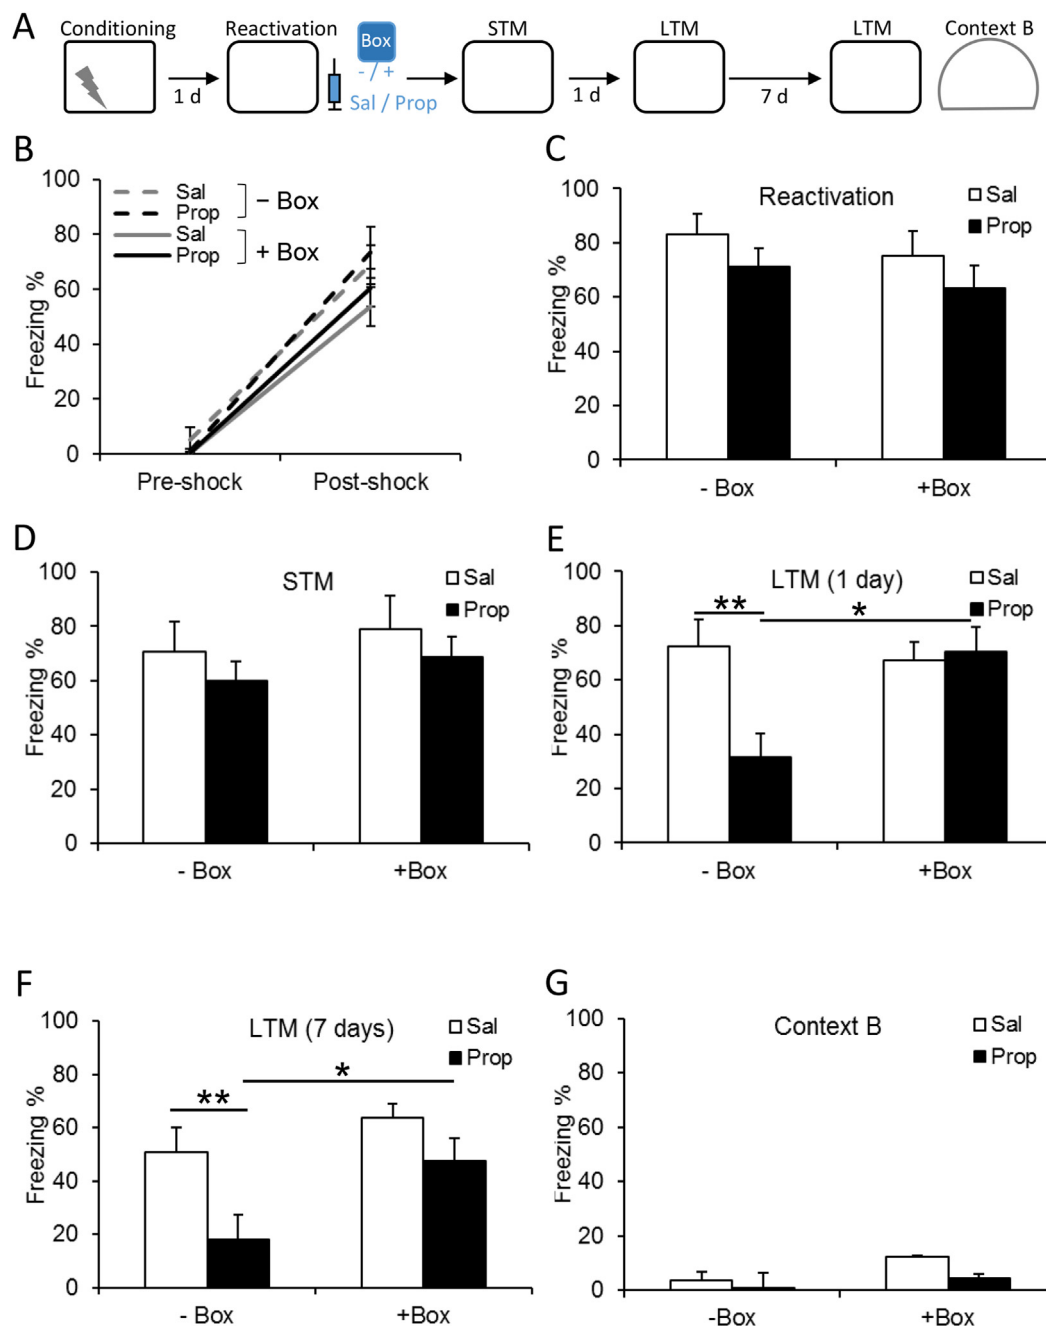 A
Conditioning
Reactivation
Box
- / +
Sal / Prop
STM
LTM
LTM
Context B
1 d
1 d
7 d
B
Freezing %
100
80
60
40
20
0
Sal
Prop
− Box
Sal
Prop
+ Box
Pre-shock
Post-shock
C
Freezing %
100
80
60
40
20
0
Reactivation
Sal
Prop
- Box
+Box
D
Freezing %
100
80
60
40
20
0
STM
Sal
Prop
- Box
+Box
E
Freezing %
100
80
60
40
20
0
LTM (1 day)
Sal
Prop
**
*
- Box
+Box
F
Freezing %
100
80
60
40
20
0
LTM (7 days)
Sal
Prop
**
*
- Box
+Box
G
Freezing %
100
80
60
40
20
0
Context B
Sal
Prop
-Box
+Box